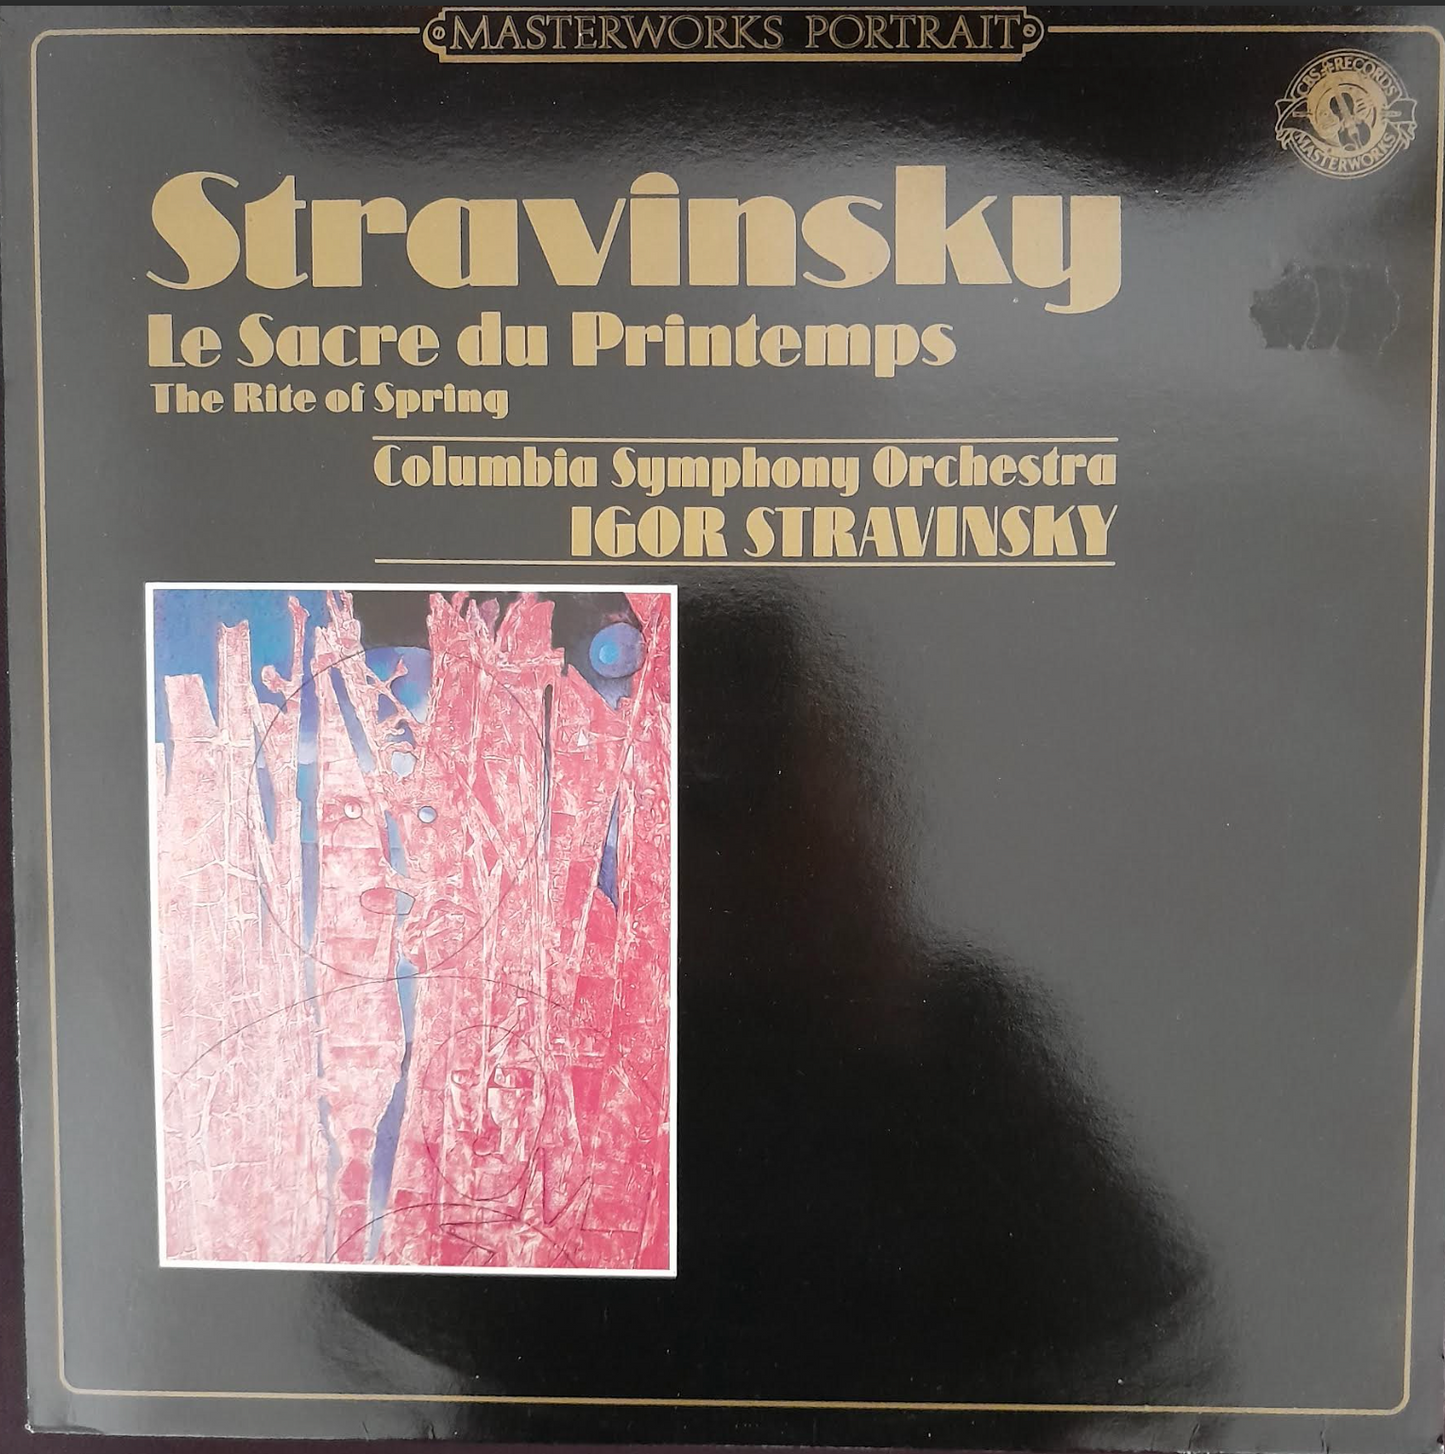 MASTERWORKS PORTRAIT
CBS RECORDS
MASTERWORKS
Stravinsky
Le Sacre du Printemps
The Rite of Spring
Columbia Symphony Orchestra
IGOR STRAVINSKY